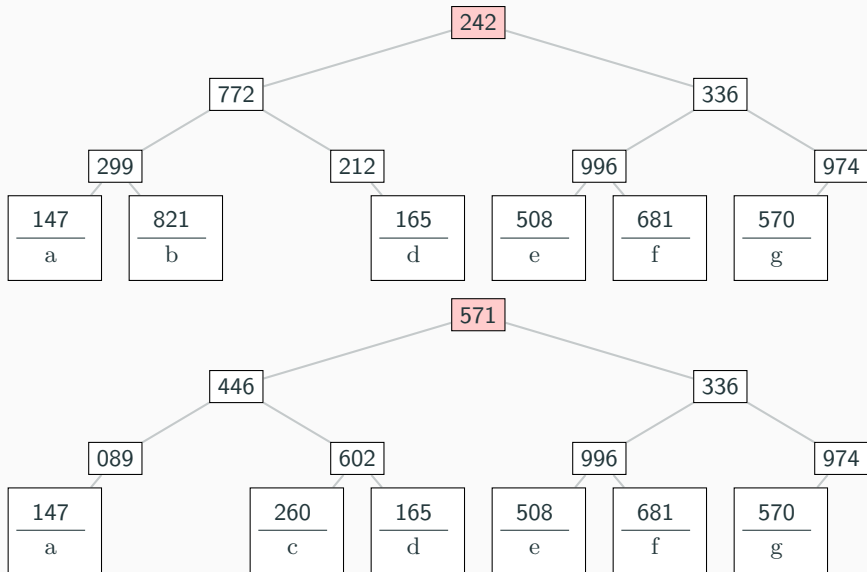 242
772 336
299 212 996 974
147 821 165 508 681 570
a b d e f g
571
446 336
089 602 996 974
147 260 165 508 681 570
a c d e f g